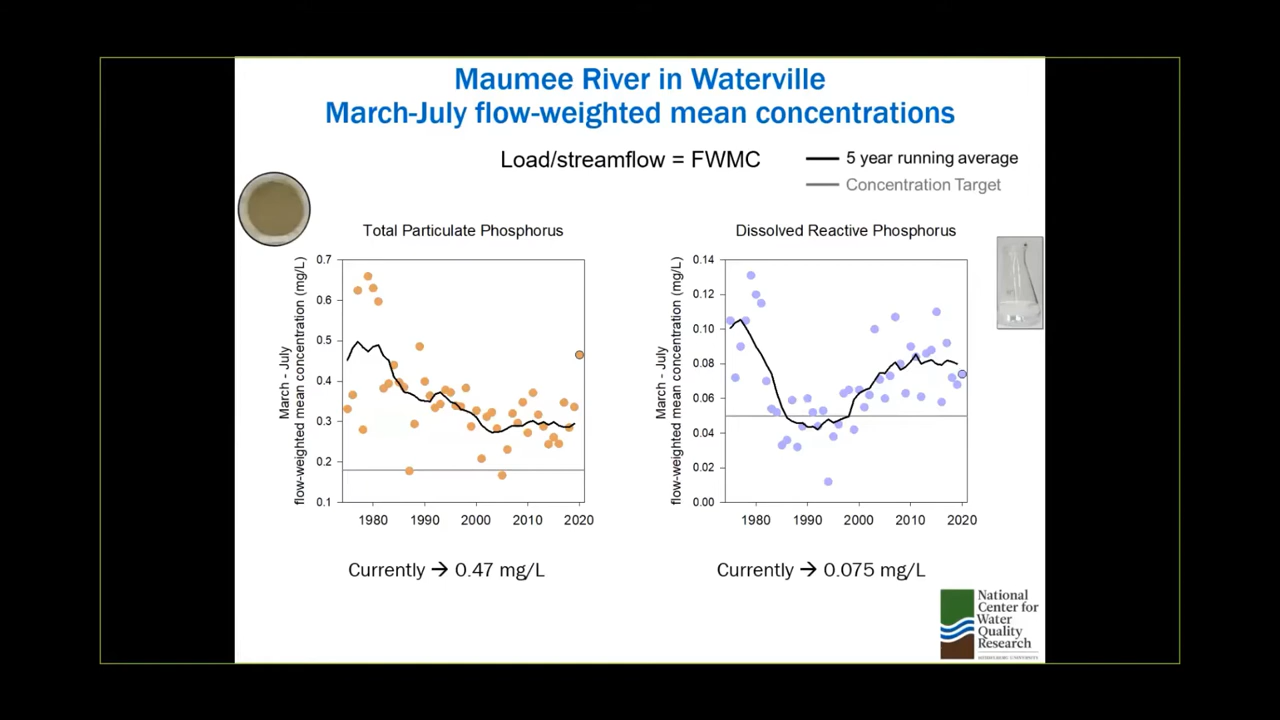 Maumee River in Waterville
March-July flow-weighted mean concentrations
Load/streamflow = FWMC
5 year running average
Concentration Target
Total Particulate Phosphorus
March - July
flow-weighted mean concentration (mg/L)
0.7
0.6
0.5
0.4
0.3
0.2
0.1
1980 1990 2000 2010 2020
Currently → 0.47 mg/L
Dissolved Reactive Phosphorus
March - July
flow-weighted mean concentration (mg/L)
0.14
0.12
0.10
0.08
0.06
0.04
0.02
0.00
1980 1990 2000 2010 2020
Currently → 0.075 mg/L
National
Center for
Water
Quality
Research